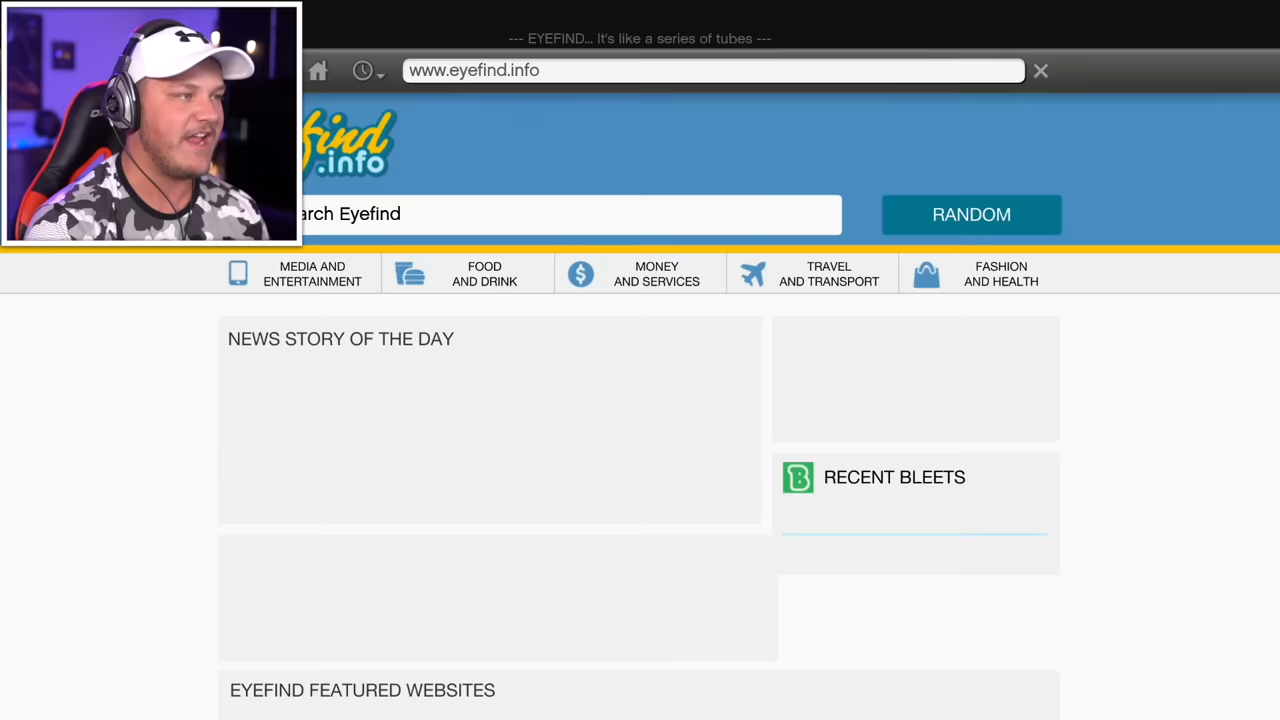 --- EYEFIND... It's like a series of tubes ---
www.eyefind.info
find
.info
arch Eyefind
RANDOM
MEDIA AND
ENTERTAINMENT
FOOD
AND DRINK
MONEY
AND SERVICES
TRAVEL
AND TRANSPORT
FASHION
AND HEALTH
NEWS STORY OF THE DAY
B
RECENT BLEETS
EYEFIND FEATURED WEBSITES